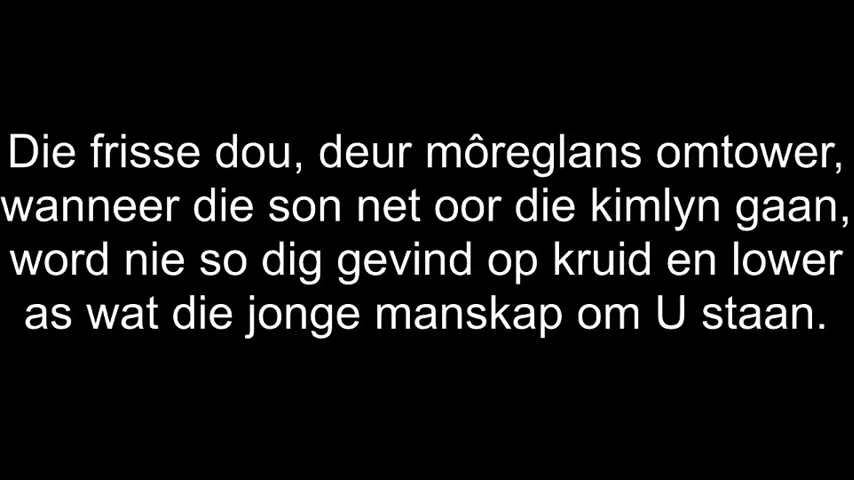 Die frisse dou, deur môreglans omtower,
wanneer die son net oor die kimlyn gaan,
word nie so dig gevind op kruid en lower
as wat die jonge manskap om U staan.